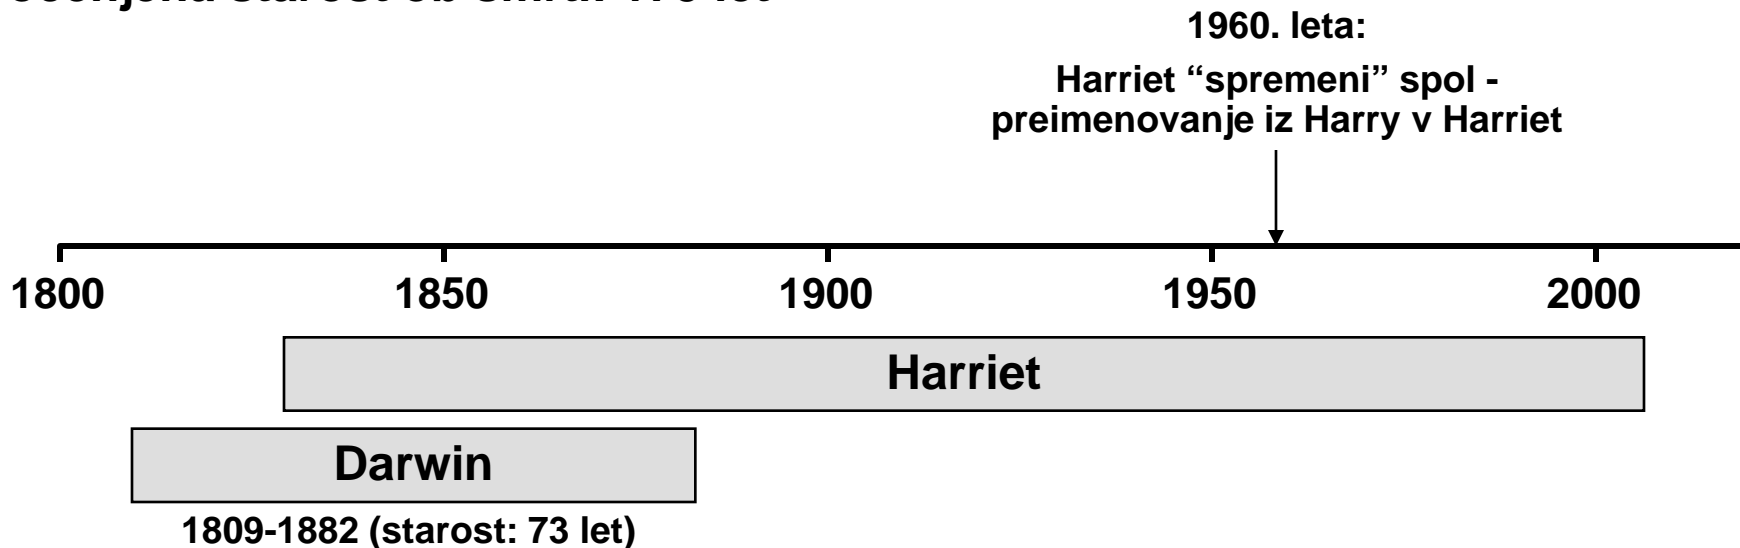 1960. leta:
Harriet “spremeni” spol -
preimenovanje iz Harry v Harriet
1800 1850 1900 1950 2000
Harriet
Darwin
1809-1882 (starost: 73 let)